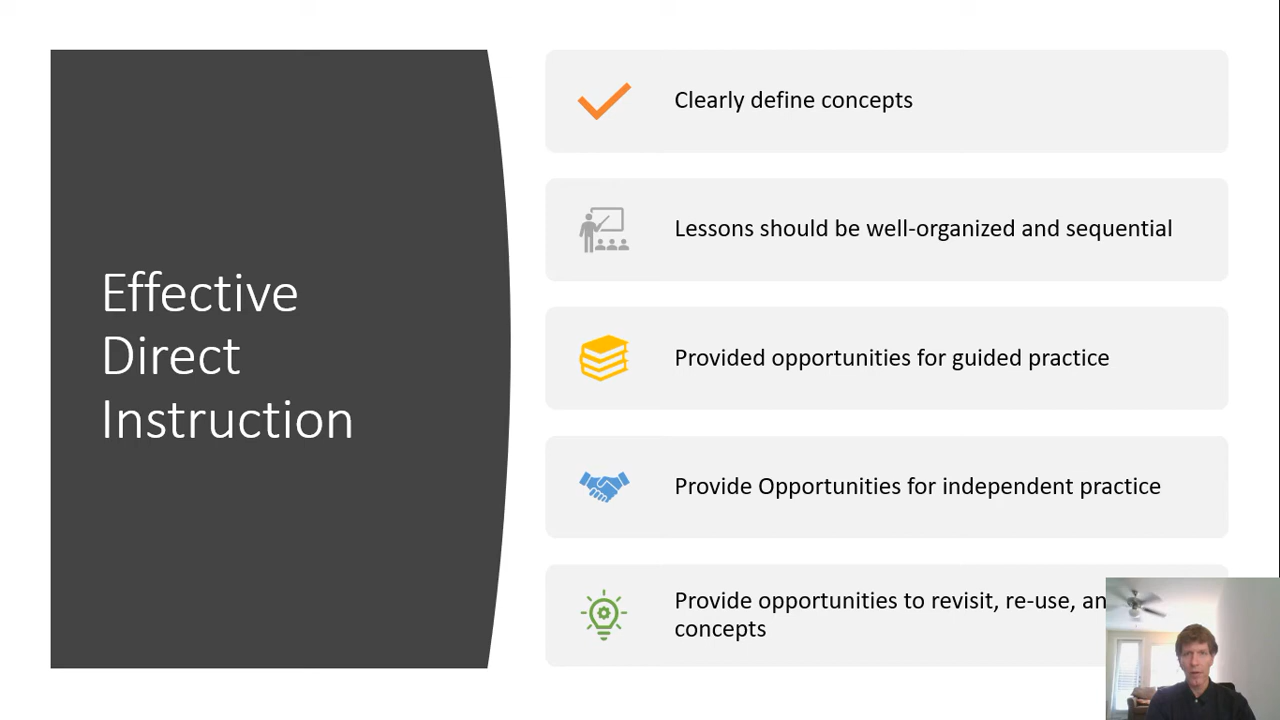 Effective
Direct
Instruction
Clearly define concepts
Lessons should be well-organized and sequential
Provided opportunities for guided practice
Provide Opportunities for independent practice
Provide opportunities to revisit, re-use, an
concepts